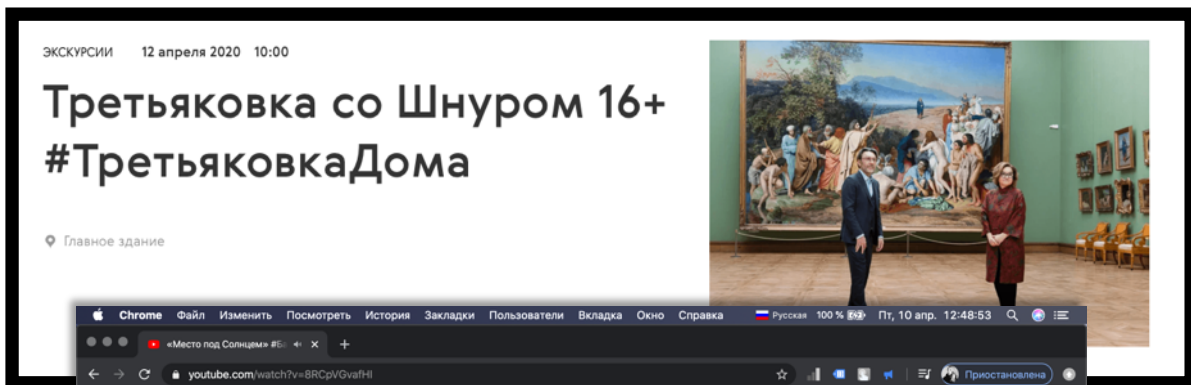 ЭКСКУРСИИ 12 апреля 2020 10:00
Третьяковка со Шнуром 16+
#ТретьяковкаДома
Главное здание
Chrome Файл Изменить Посмотреть История Закладки Пользователи Вкладка Окно Справка Русская 100 % Пт, 10 апр. 12:48:53
«Место под Солнцем» #Б
youtube.com/watch?v=8RCpVGvafHI Приостановлена